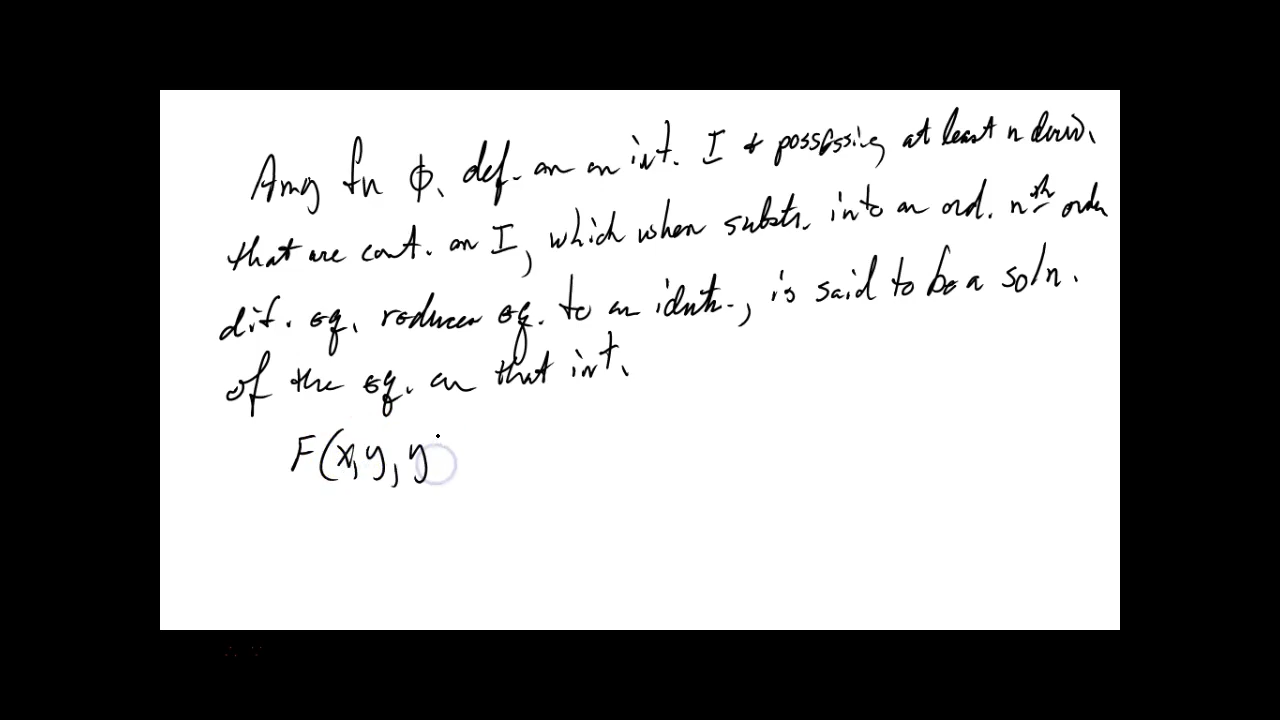 Any fn ϕ, def. on an int. I & possessing at least n deriv.
that are cont. on I, which when substi. into an ord. nth order
dif. eq. reduces eq. to an ident., is said to be a soln.
of the eq. on that int.
F(x, y, y'